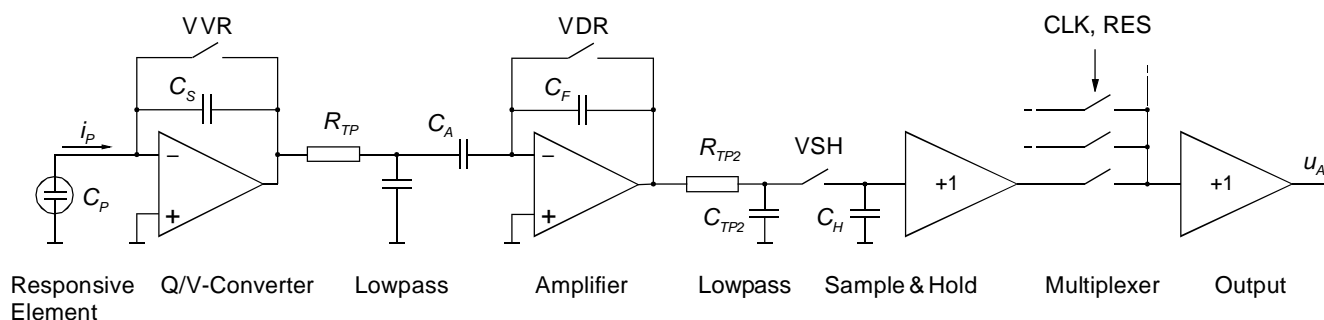 VVR
VDR
CLK, RES
C_S
C_F
i_P
R_TP
C_A
R_TP2
VSH
u_A
−
−
+1
+1
C_P
+
+
C_TP2
C_H
Responsive Element
Q/V-Converter
Lowpass
Amplifier
Lowpass
Sample & Hold
Multiplexer
Output